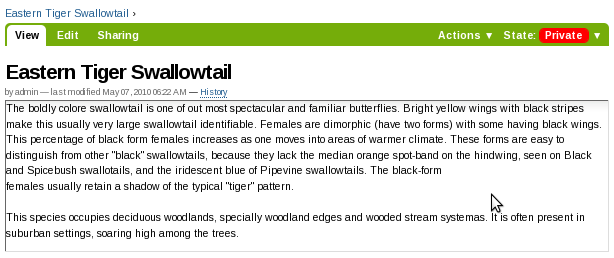 Eastern Tiger Swallowtail ›
View Edit Sharing Actions ▼ State: Private ▼
Eastern Tiger Swallowtail
by admin — last modified May 07, 2010 06:22 AM — History
The boldly colore swallowtail is one of out most spectacular and familiar butterflies. Bright yellow wings with black stripes
make this usually very large swallowtail identifiable. Females are dimorphic (have two forms) with some having black wings.
This percentage of black form females increases as one moves into areas of warmer climate. These forms are easy to
distinguish from other "black" swallowtails, because they lack the median orange spot-band on the hindwing, seen on Black
and Spicebush swallotails, and the iridescent blue of Pipevine swallowtails. The black-form
females usually retain a shadow of the typical "tiger" pattern.
This species occupies deciduous woodlands, specially woodland edges and wooded stream systemas. It is often present in
suburban settings, soaring high among the trees.